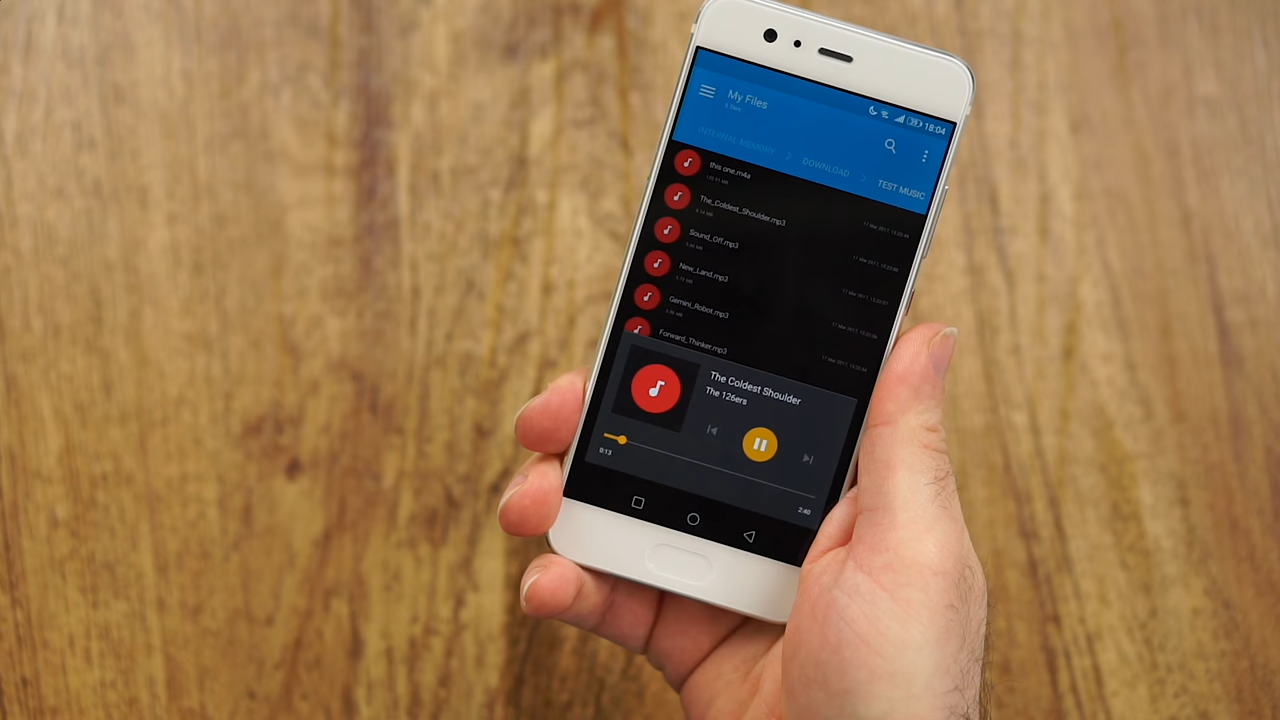 18:04
My Files
INTERNAL MEMORY
DOWNLOAD
TEST MUSIC
this one.m4a
The_Coldest_Shoulder.mp3
Sound_Off.mp3
New_Land.mp3
Gemini_Robot.mp3
Forward_Thinker.mp3
The Coldest Shoulder
The 126ers
0:13
2:40